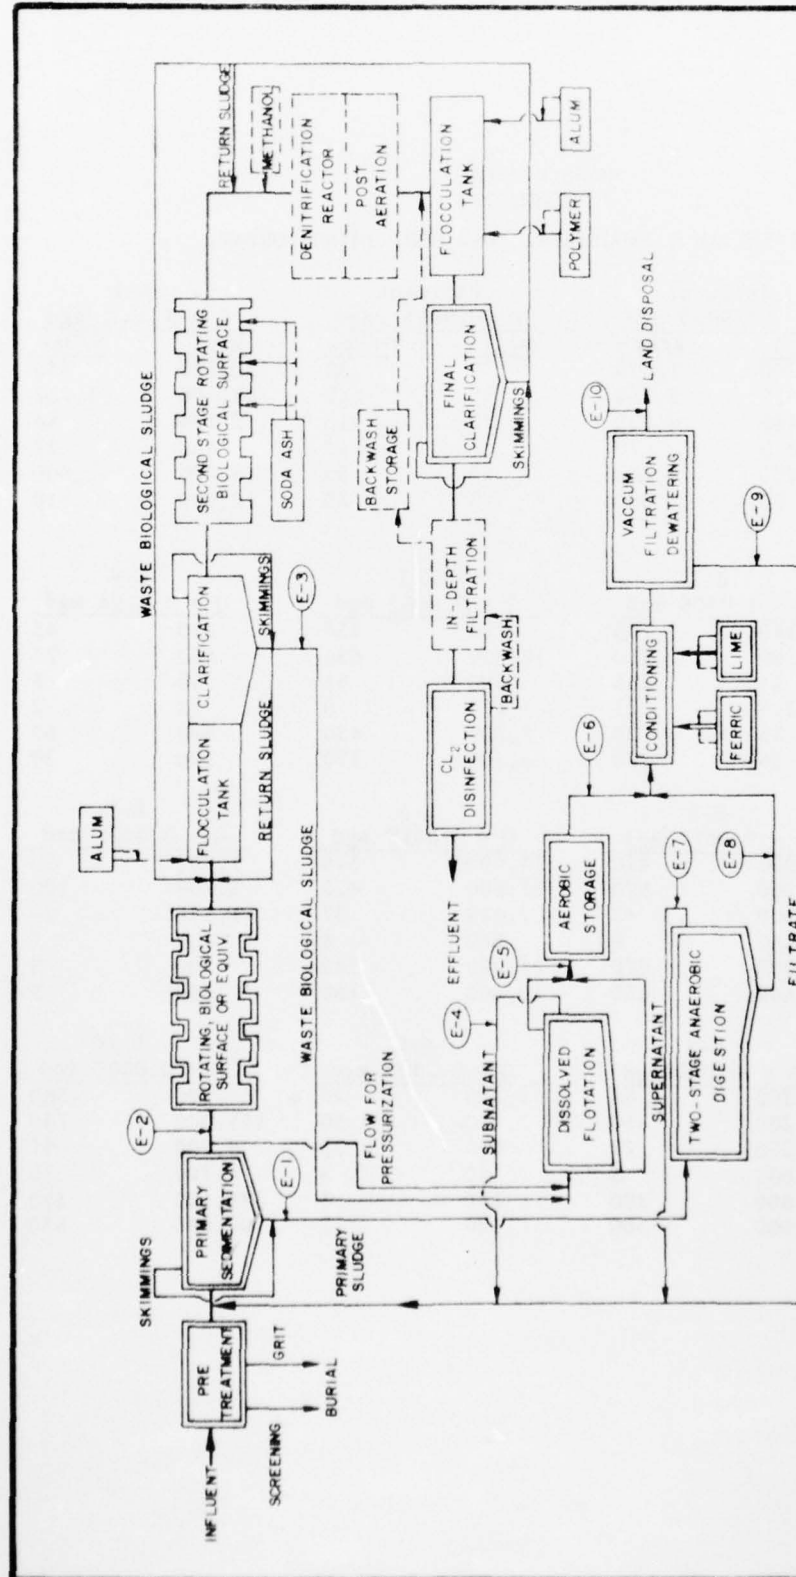 INFLUENT
PRE
TREATMENT
SCREENING
GRIT
BURIAL
SKIMMINGS
PRIMARY
SEDIMENTATION
PRIMARY
SLUDGE
E-1
E-2
FLOW FOR
PRESSURIZATION
ROTATING, BIOLOGICAL
SURFACE OR EQUIV.
ALUM
FLOCCULATION
TANK
CLARIFICATION
RETURN SLUDGE
SKIMMINGS
E-3
WASTE BIOLOGICAL SLUDGE
WASTE BIOLOGICAL SLUDGE
SECOND STAGE ROTATING
BIOLOGICAL SURFACE
SODA ASH
RETURN SLUDGE
METHANOL
DENITRIFICATION
REACTOR
POST
AERATION
FLOCCULATION
TANK
ALUM
POLYMER
FINAL
CLARIFICATION
SKIMMINGS
BACKWASH
STORAGE
IN-DEPTH
FILTRATION
BACKWASH
CL2
DISINFECTION
EFFLUENT
SUBNATANT
E-4
DISSOLVED
FLOTATION
E-5
AEROBIC
STORAGE
E-6
SUPERNATANT
TWO-STAGE ANAEROBIC
DIGESTION
E-7
E-8
CONDITIONING
FERRIC
LIME
VACCUM
FILTRATION
DEWATERING
E-10
LAND DISPOSAL
E-9
FILTRATE